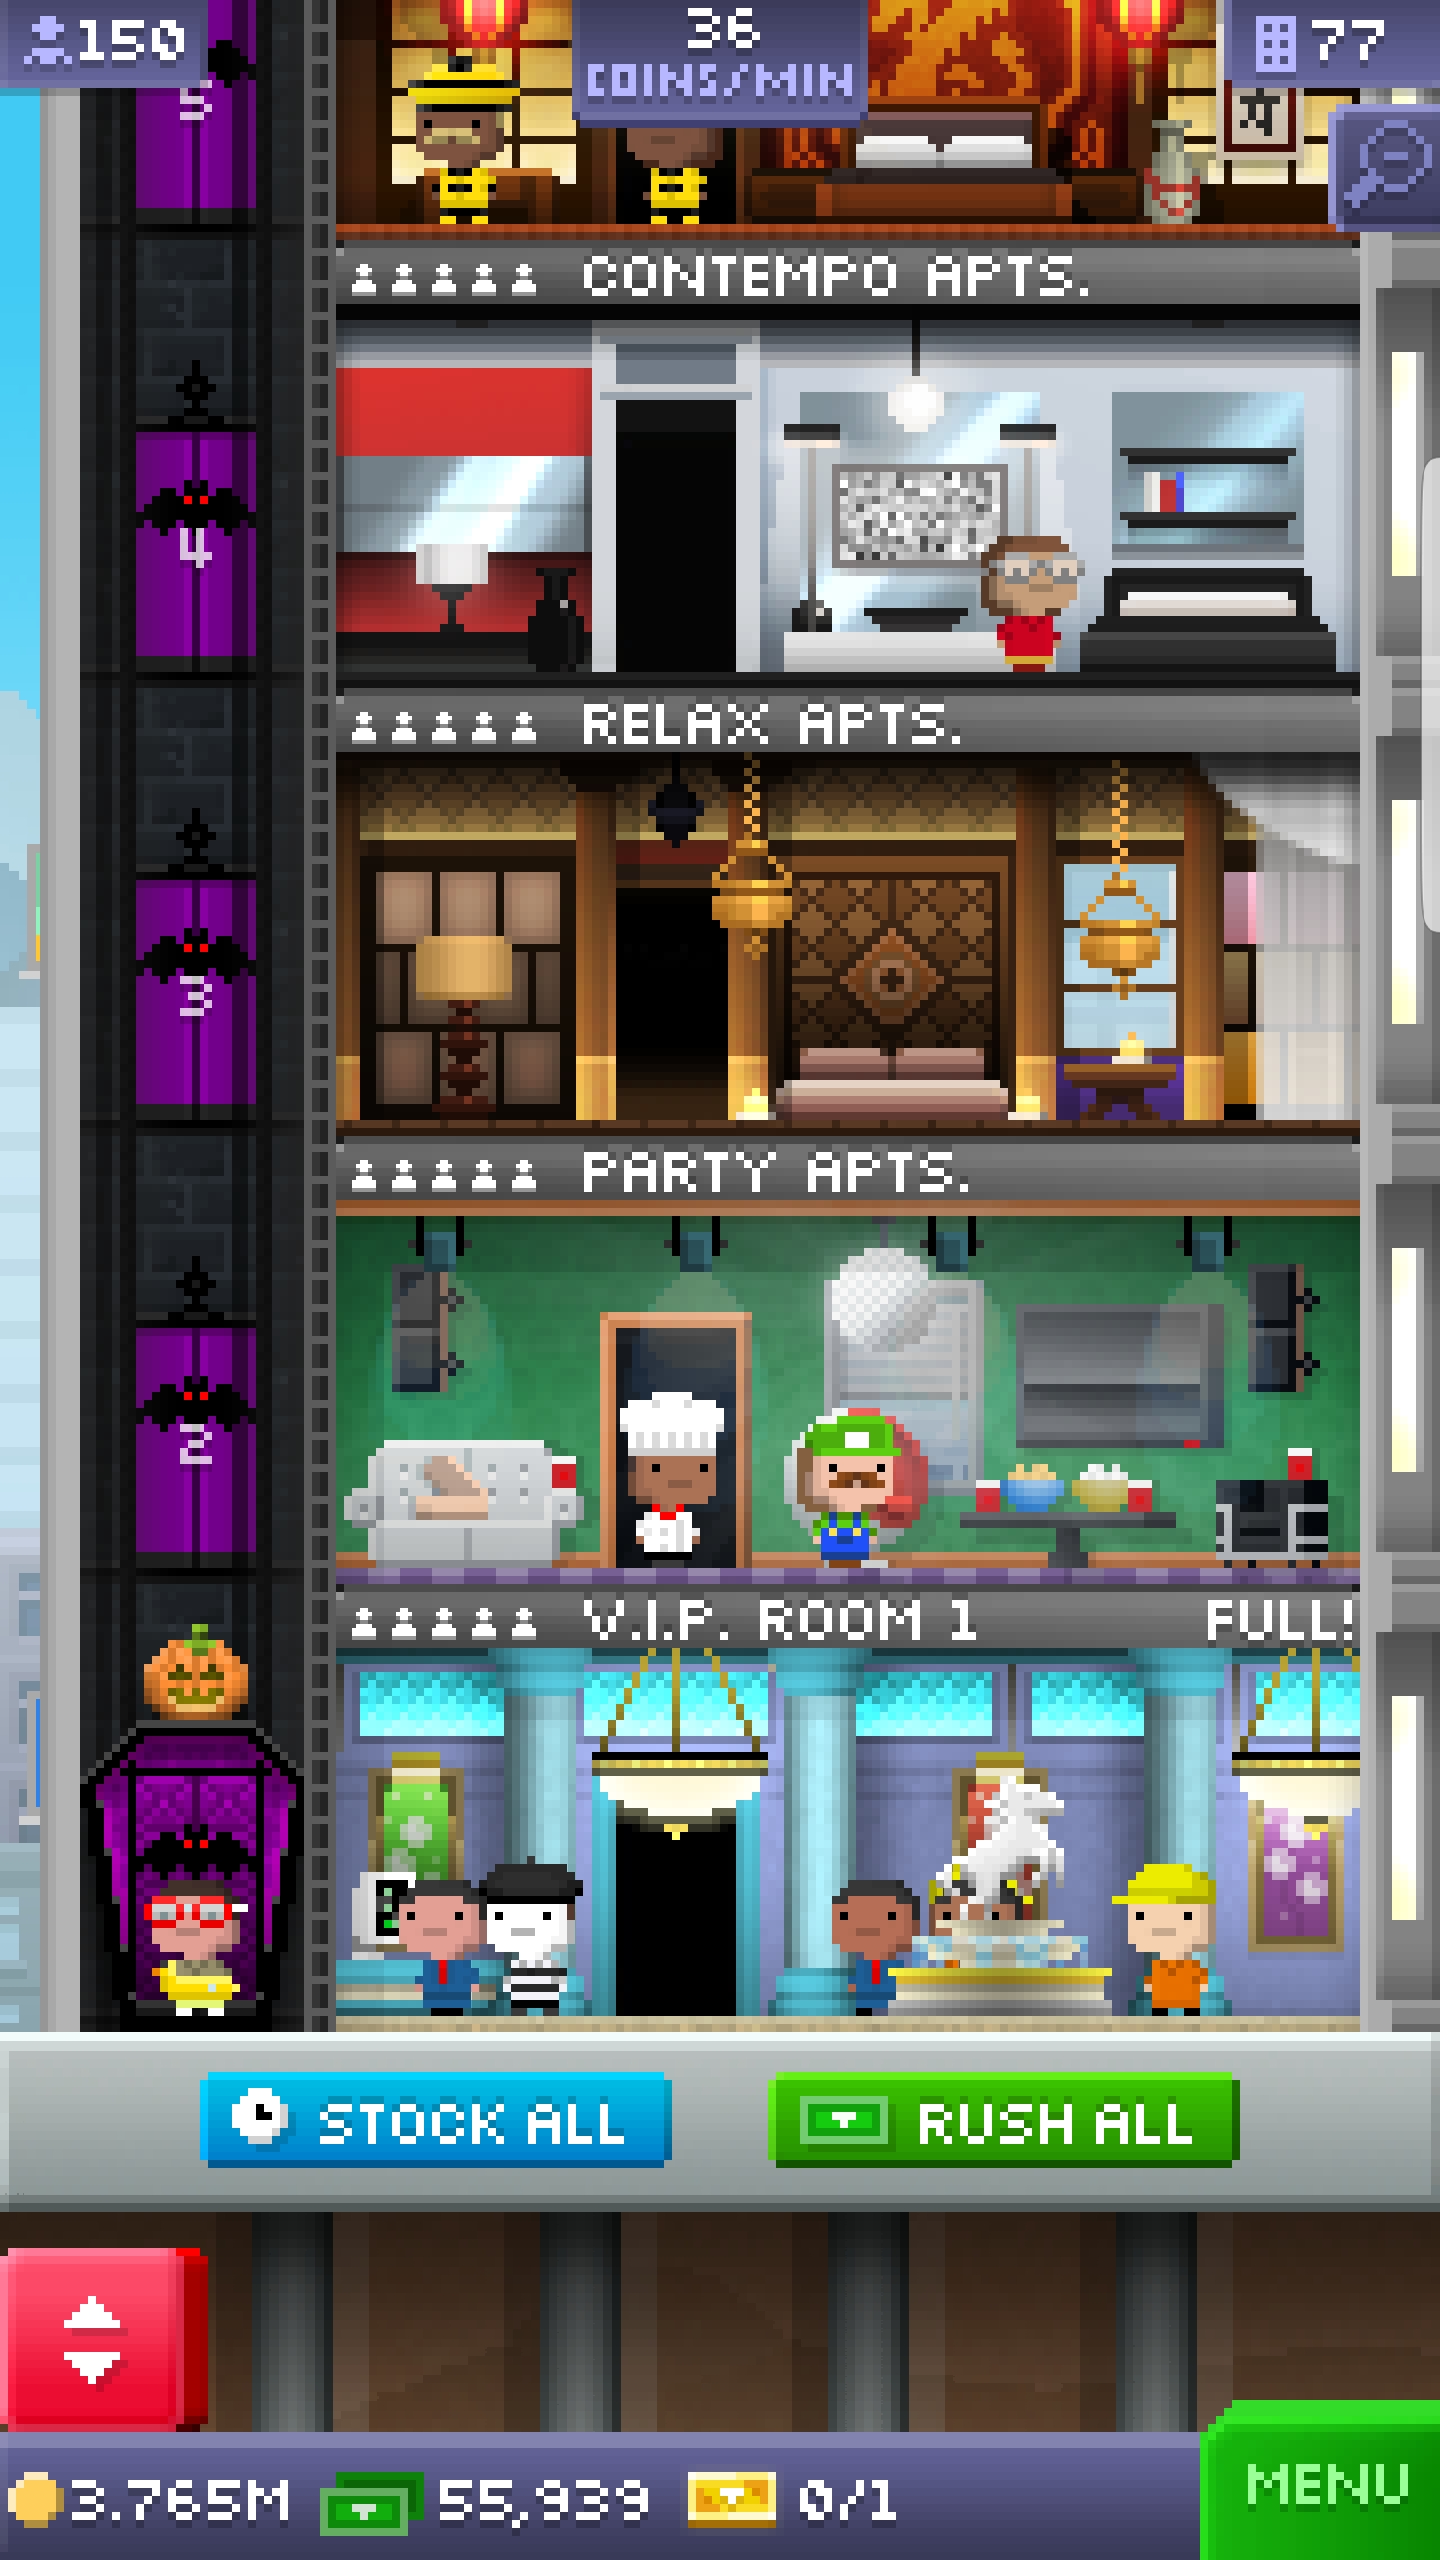 150
36
COINS/MIN
77
5
CONTEMPO APTS.
4
RELAX APTS.
3
PARTY APTS.
2
V.I.P. ROOM 1 FULL!
STOCK ALL
RUSH ALL
3.765M 55,939 0/1
MENU